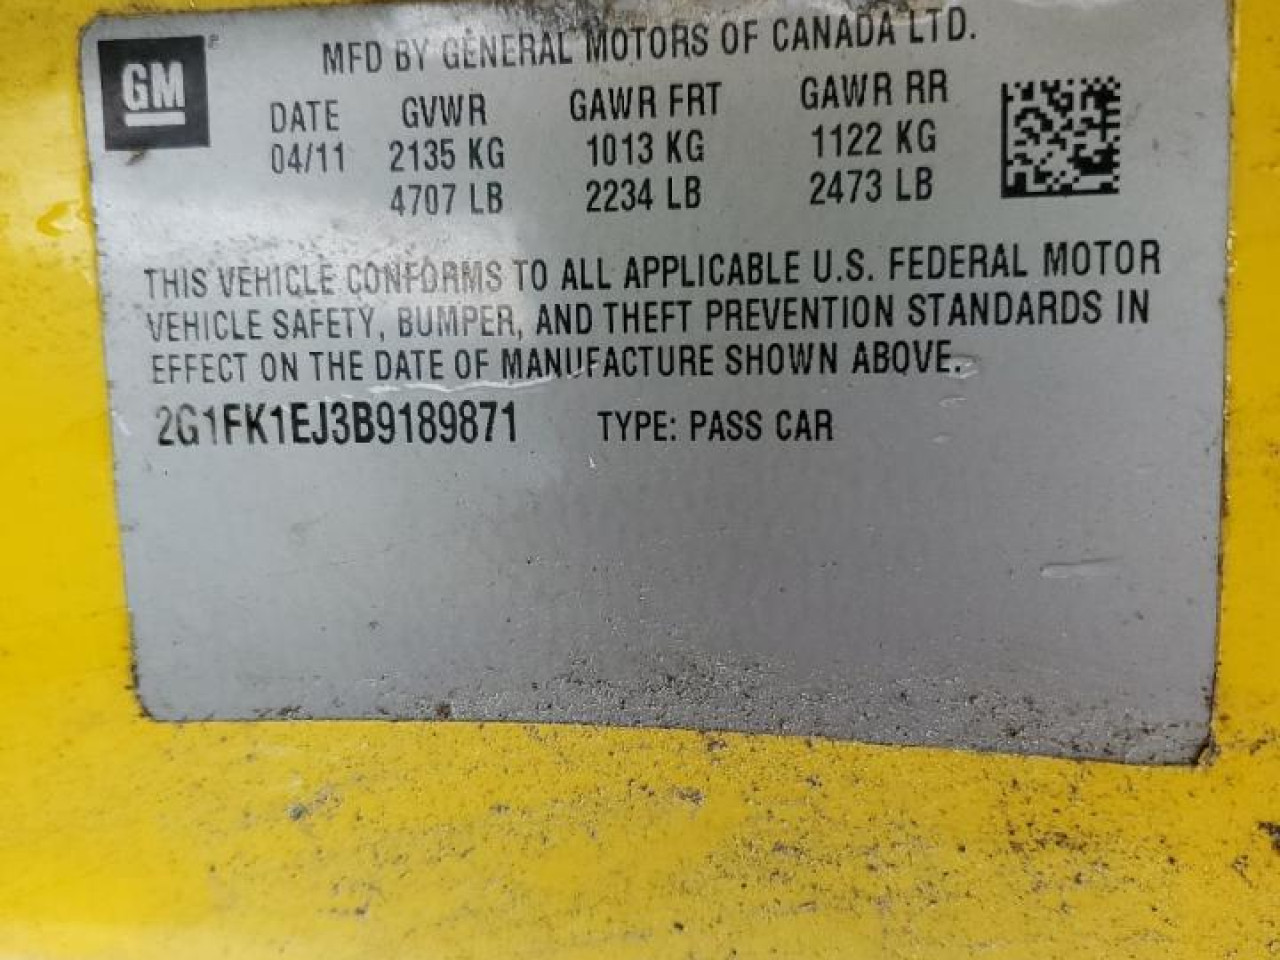 GM
MFD BY GENERAL MOTORS OF CANADA LTD.
DATE GVWR GAWR FRT GAWR RR
04/11 2135 KG 1013 KG 1122 KG
4707 LB 2234 LB 2473 LB
THIS VEHICLE CONFORMS TO ALL APPLICABLE U.S. FEDERAL MOTOR
VEHICLE SAFETY, BUMPER, AND THEFT PREVENTION STANDARDS IN
EFFECT ON THE DATE OF MANUFACTURE SHOWN ABOVE.
2G1FK1EJ3B9189871 TYPE: PASS CAR